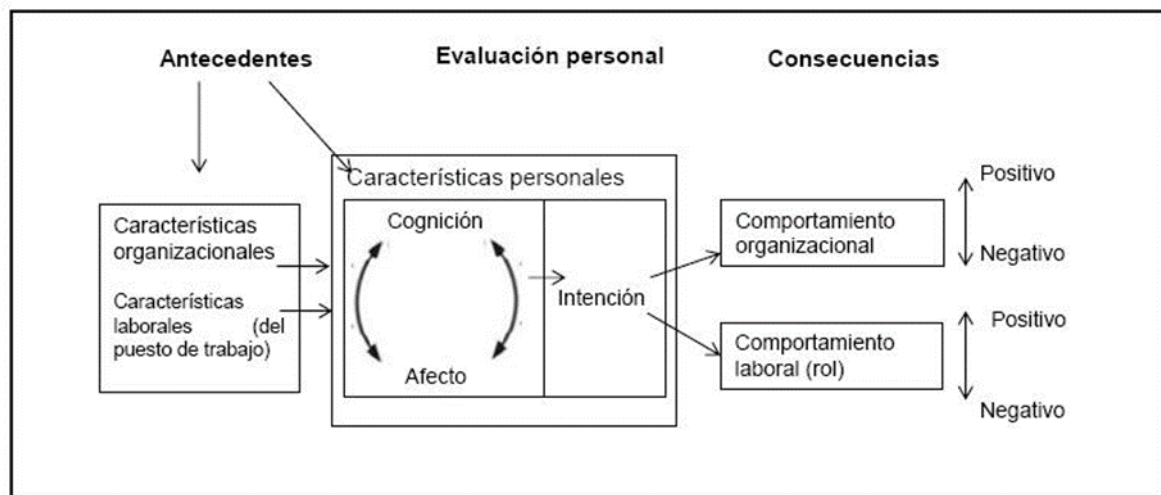 Antecedentes
Evaluación personal
Consecuencias
Características
organizacionales
Características
laborales (del
puesto de trabajo)
Características personales
Cognición
Afecto
Intención
Comportamiento
organizacional
Positivo
Negativo
Comportamiento
laboral (rol)
Positivo
Negativo